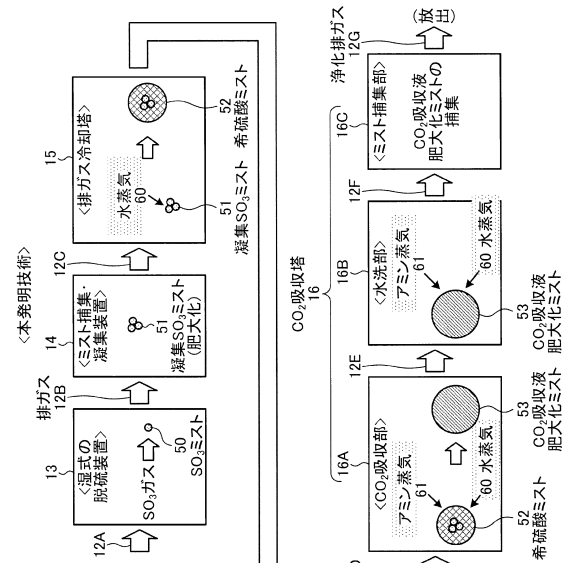 <本発明技術>
12A
13
<湿式の
脱硫装置>
SO₃ガス
50
SO₃ミスト
排ガス
12B
14
<ミスト捕集・
凝集装置>
51
凝集SO₃ミスト
(肥大化)
12C
15
<排ガス冷却塔>
水蒸気
60
51
凝集SO₃ミスト
52
希硫酸ミスト
CO₂吸収塔
16
16A
<CO₂吸収部>
アミン蒸気
61
60 水蒸気
52
希硫酸ミスト
53
CO₂吸収液
肥大化ミスト
12E
16B
<水洗部>
アミン蒸気
61
60 水蒸気
53
CO₂吸収液
肥大化ミスト
12F
16C
<ミスト捕集部>
CO₂吸収液
肥大化ミストの
捕集
浄化排ガス
12G
(放出)